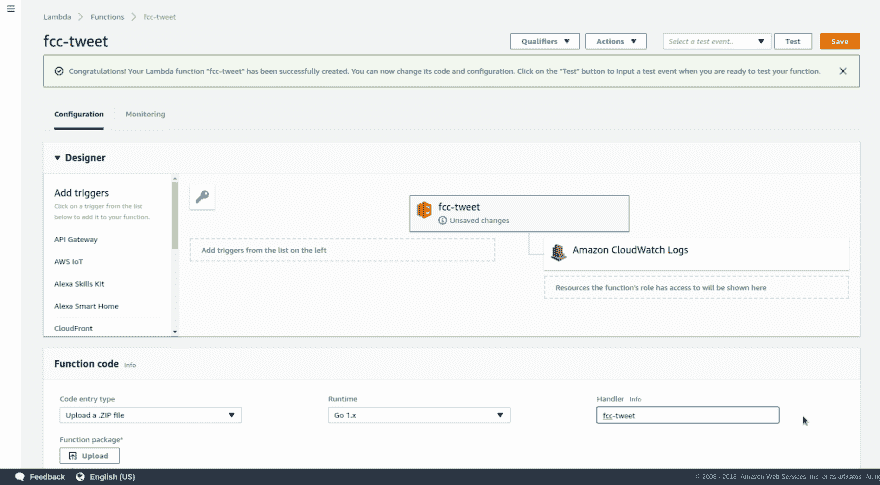 Lambda > Functions > fcc-tweet
fcc-tweet
Qualifiers
Actions
Select a test event..
Test
Save
Congratulations! Your Lambda function "fcc-tweet" has been successfully created. You can now change its code and configuration. Click on the "Test" button to input a test event when you are ready to test your function.
Configuration
Monitoring
Designer
Add triggers
Click on a trigger from the list
below to add it to your function.
API Gateway
AWS IoT
Alexa Skills Kit
Alexa Smart Home
CloudFront
fcc-tweet
Unsaved changes
Add triggers from the list on the left
Amazon CloudWatch Logs
Resources the function's role has access to will be shown here
Function code Info
Code entry type
Upload a .ZIP file
Runtime
Go 1.x
Handler Info
fcc-tweet
Function package*
Upload
Feedback
English (US)
© 2008 - 2018, Amazon Web Services, Inc. or its affiliates.